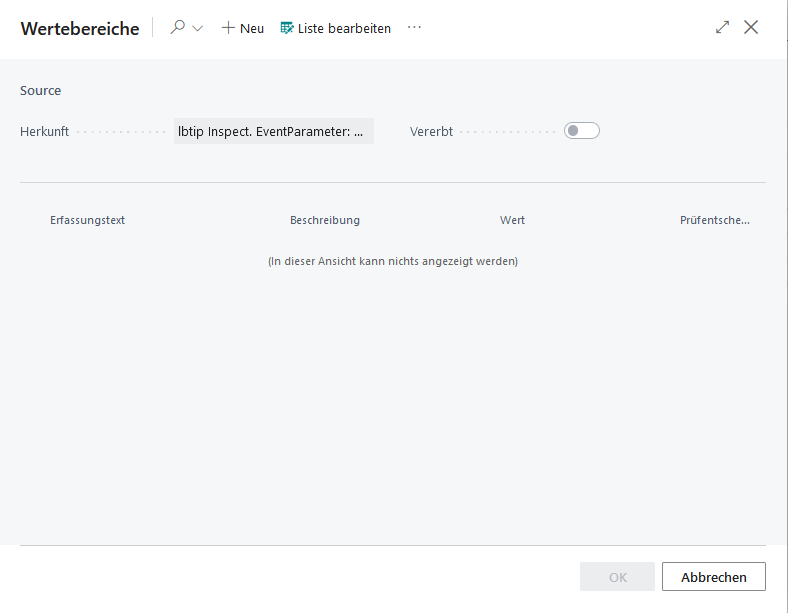 Wertebereiche
Neu
Liste bearbeiten
...
Source
Herkunft
lbtip Inspect. EventParameter: ...
Vererbt
Erfassungstext
Beschreibung
Wert
Prüfentsche...
(In dieser Ansicht kann nichts angezeigt werden)
OK
Abbrechen